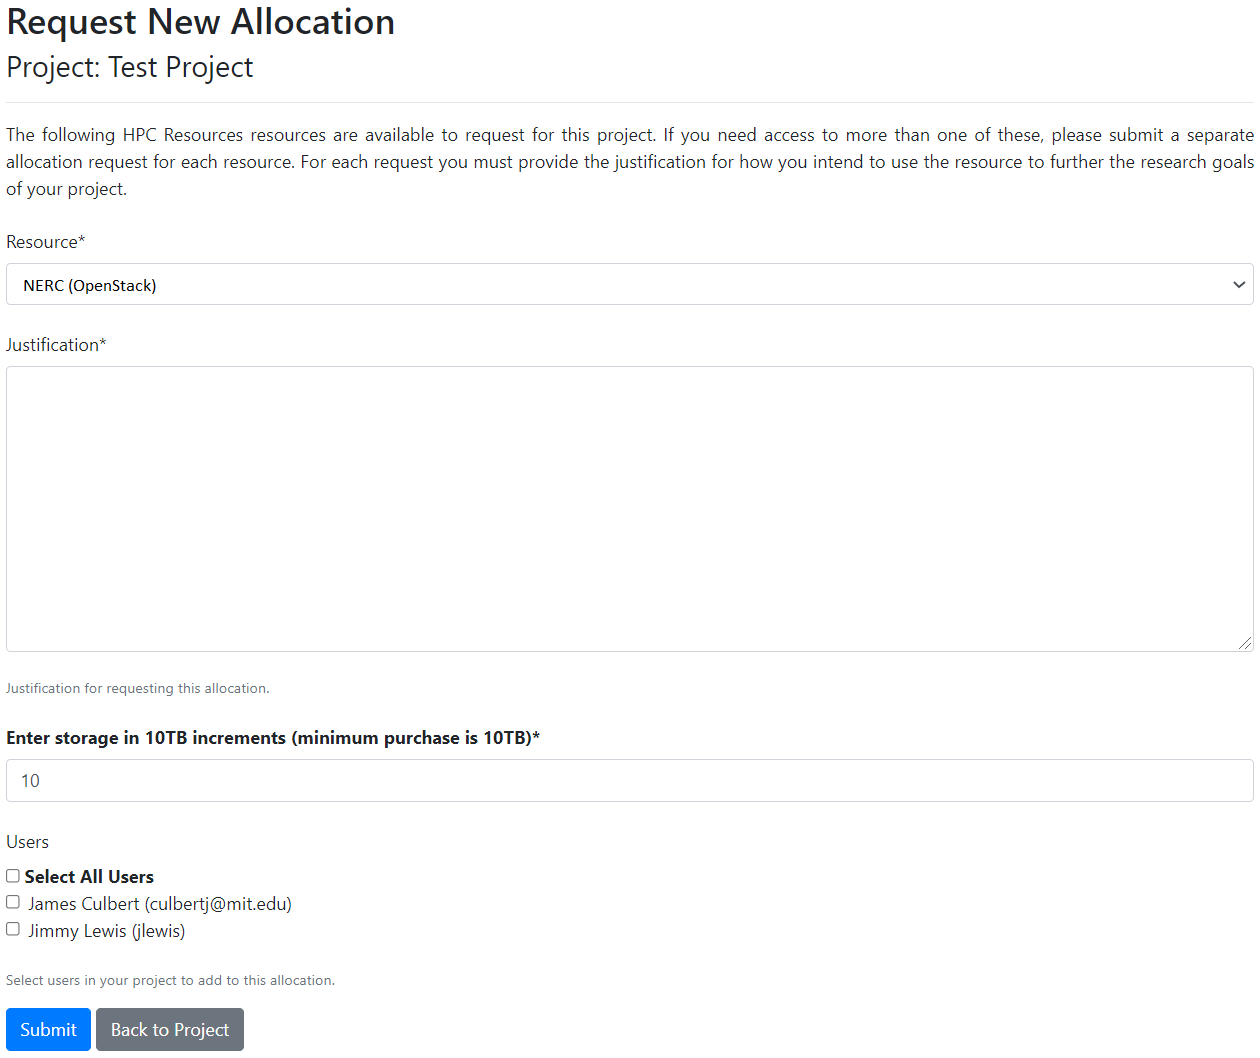 Request New Allocation
Project: Test Project
The following HPC Resources resources are available to request for this project. If you need access to more than one of these, please submit a separate
allocation request for each resource. For each request you must provide the justification for how you intend to use the resource to further the research goals
of your project.
Resource*
NERC (OpenStack)
Justification*
Justification for requesting this allocation.
Enter storage in 10TB increments (minimum purchase is 10TB)*
10
Users
Select All Users
James Culbert (culbertj@mit.edu)
Jimmy Lewis (jlewis)
Select users in your project to add to this allocation.
Submit Back to Project